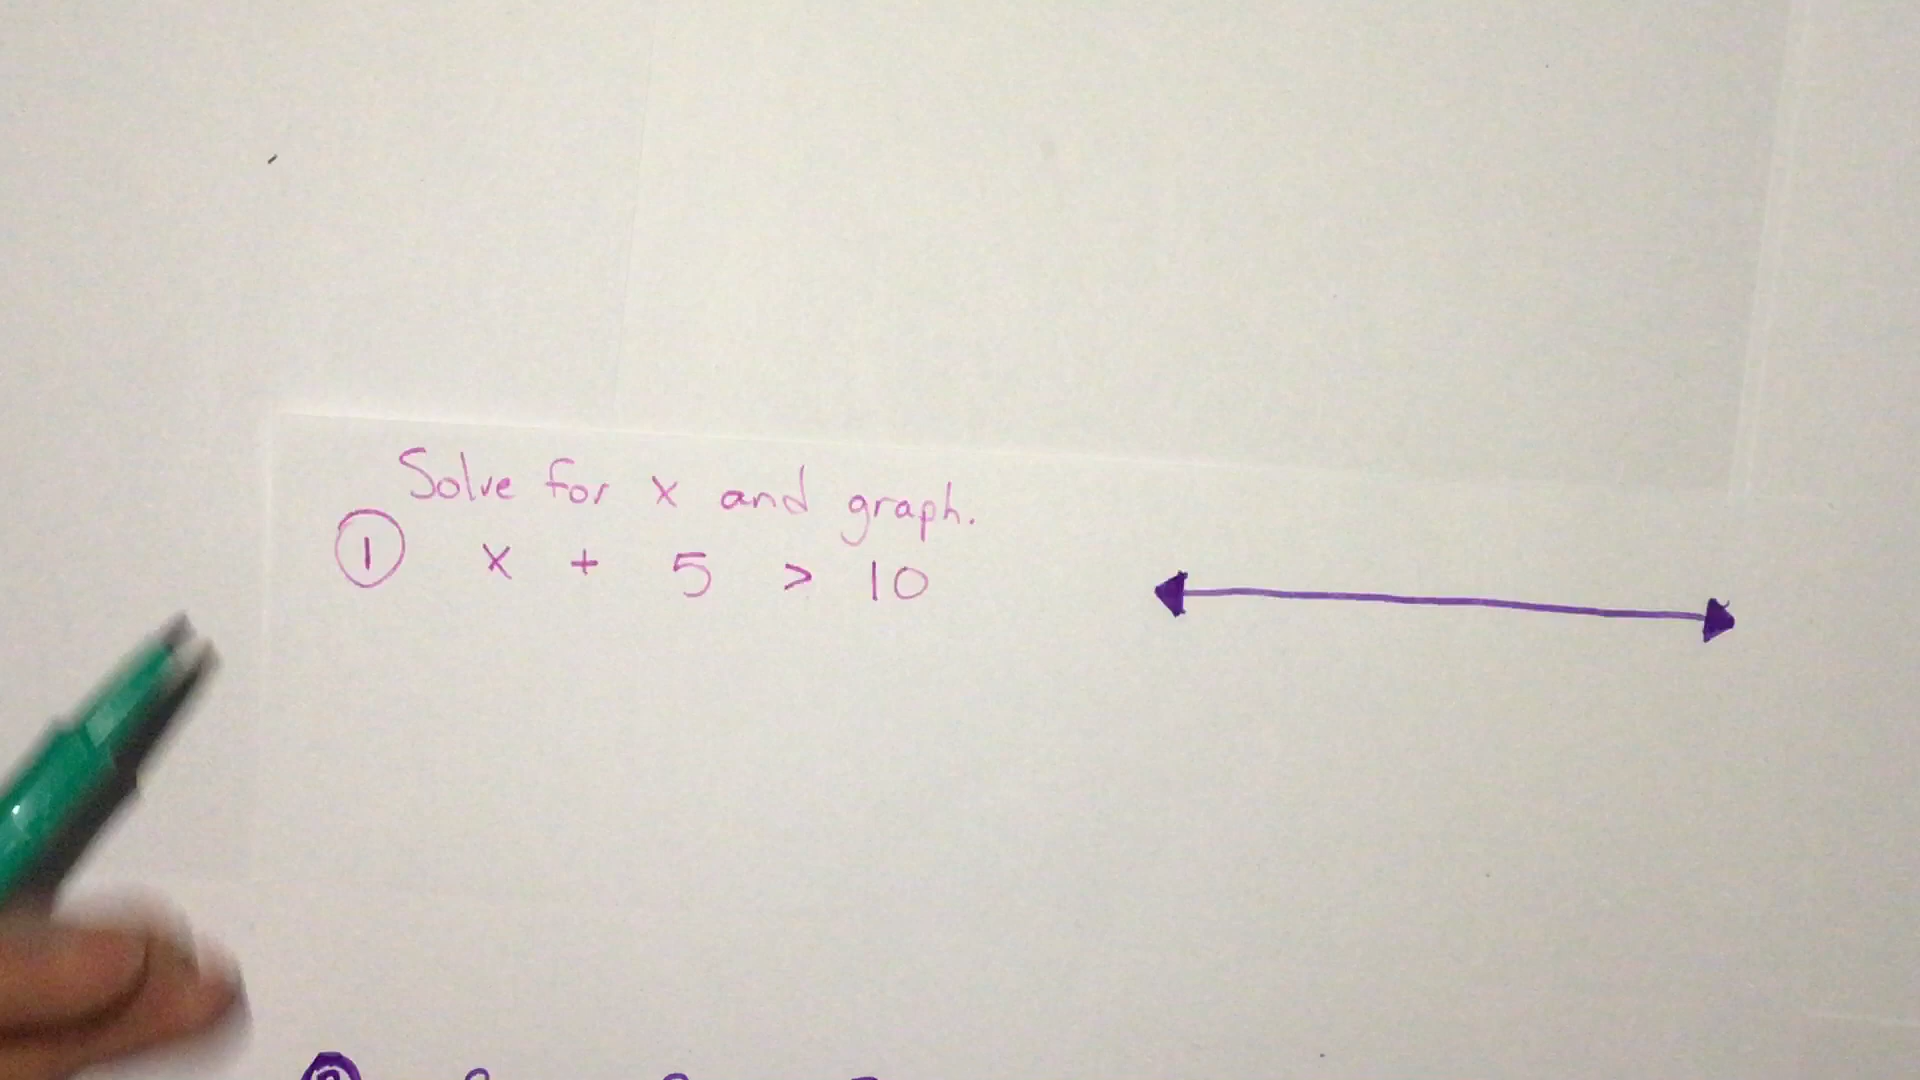 Solve for x and graph.
① x + 5 > 10